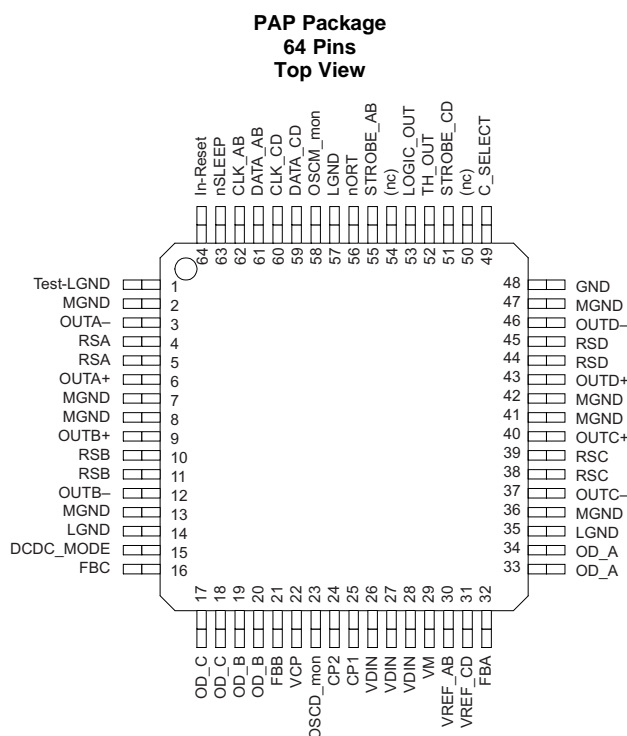 PAP Package
64 Pins
Top View
In-Reset
nSLEEP
CLK_AB
DATA_AB
CLK_CD
DATA_CD
OSCM_mon
LGND
nORT
STROBE_AB
(nc)
LOGIC_OUT
TH_OUT
STROBE_CD
(nc)
C_SELECT
64
63
62
61
60
59
58
57
56
55
54
53
52
51
50
49
Test-LGND 1
MGND 2
OUTA– 3
RSA 4
RSA 5
OUTA+ 6
MGND 7
MGND 8
OUTB+ 9
RSB 10
RSB 11
OUTB– 12
MGND 13
LGND 14
DCDC_MODE 15
FBC 16
48 GND
47 MGND
46 OUTD–
45 RSD
44 RSD
43 OUTD+
42 MGND
41 MGND
40 OUTC+
39 RSC
38 RSC
37 OUTC–
36 MGND
35 LGND
34 OD_A
33 OD_A
17
18
19
20
21
22
23
24
25
26
27
28
29
30
31
32
OD_C
OD_C
OD_B
OD_B
FBB
VCP
OSCD_mon
CP2
CP1
VDIN
VDIN
VDIN
VM
VREF_AB
VREF_CD
FBA